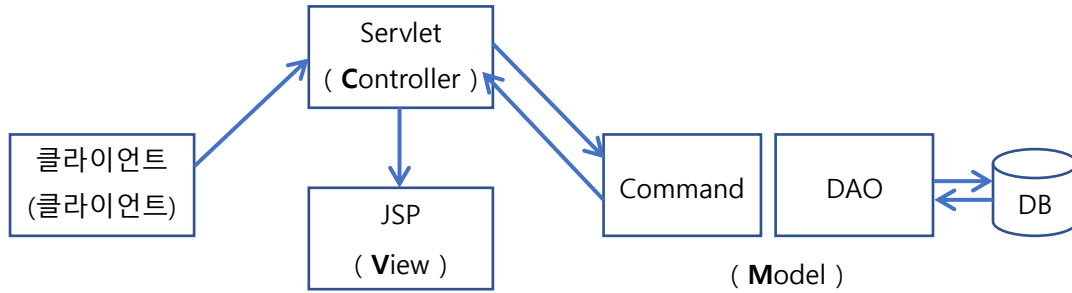 Servlet
( Controller )
클라이언트
(클라이언트)
JSP
( View )
Command
DAO
DB
( Model )